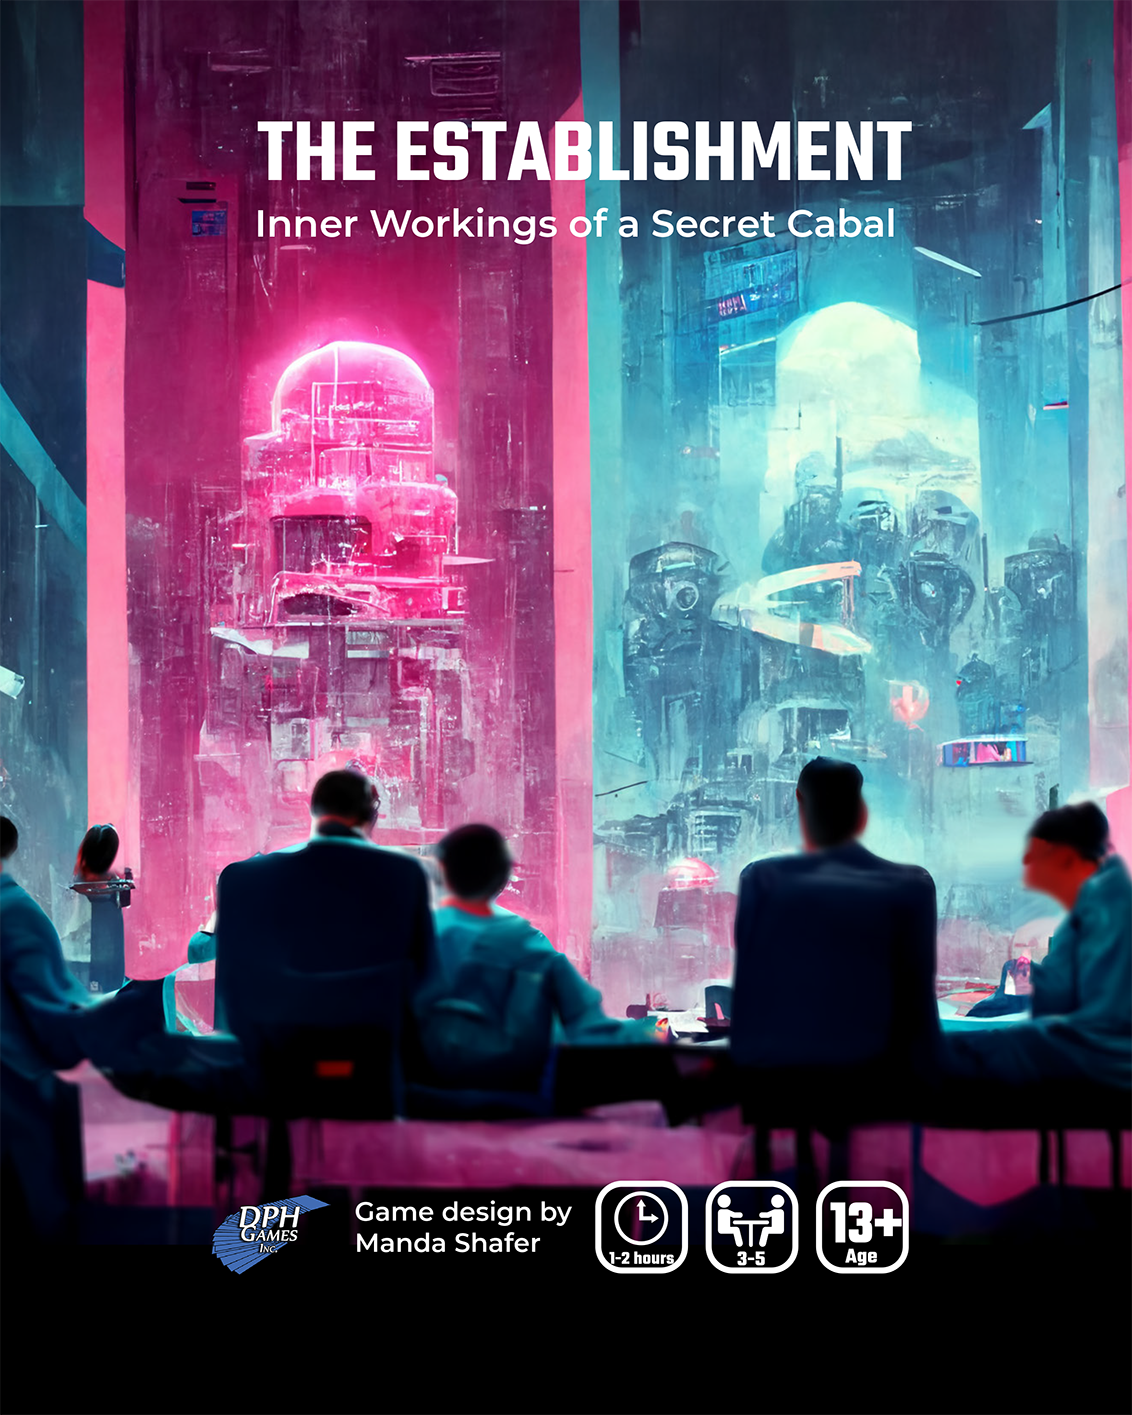 THE ESTABLISHMENT
Inner Workings of a Secret Cabal
DPH
GAMES
INC.
Game design by
Manda Shafer
1-2 hours
3-5
13+
Age